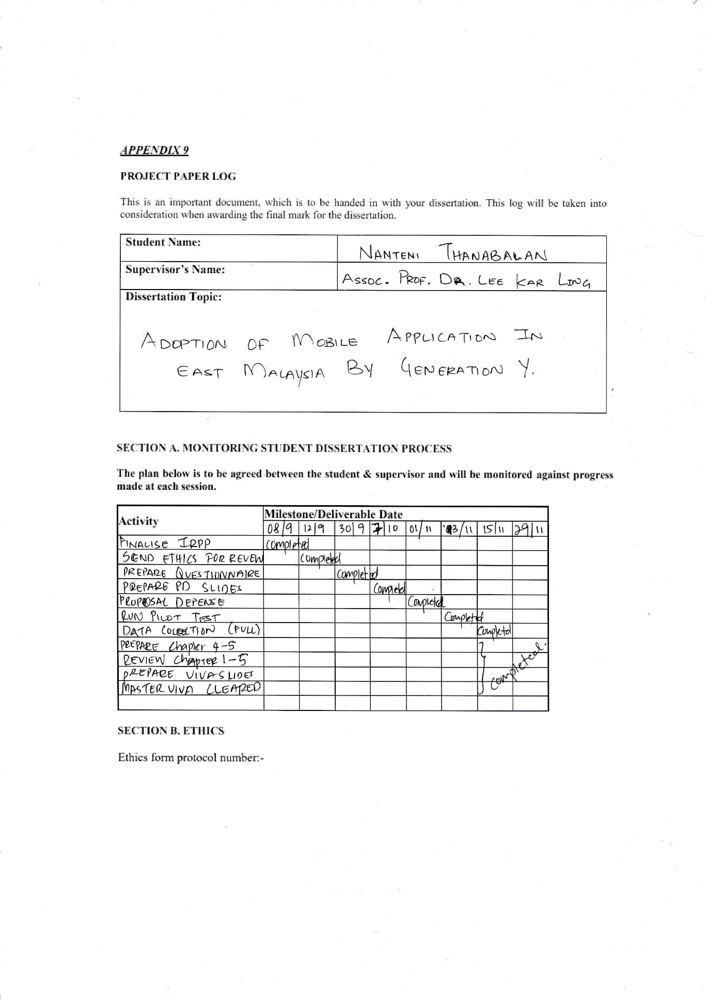 APPENDIX 9
PROJECT PAPER LOG
This is an important document, which is to be handed in with your dissertation. This log will be taken into
consideration when awarding the final mark for the dissertation.
Student Name: NANTENI THANABALAN
Supervisor's Name: ASSOC. PROF. DR. LEE KAR LING
Dissertation Topic:
ADOPTION OF MOBILE APPLICATION IN
EAST MALAYSIA BY GENERATION Y.
SECTION A. MONITORING STUDENT DISSERTATION PROCESS
The plan below is to be agreed between the student & supervisor and will be monitored against progress
made at each session.
Activity Milestone/Deliverable Date
08/9 12/9 30/9 7/10 01/11 /11 15/11 29/11
FINALISE IRPP completed
SEND ETHICS FOR REVEW completed
PREPARE QUESTIONNAIRE completed
PREPARE PD SLIDES Completd
PROPOSAL DEFENSE Completd
RUN PILOT TEST Completd
DATA COLLECTION (FULL) Completd
PREPARE Chapter 4-5
REVIEW CHAPTER 1-5
PREPARE VIVA SLIDES
MASTER VIVA CLEARED
completed.
SECTION B. ETHICS
Ethics form protocol number:-